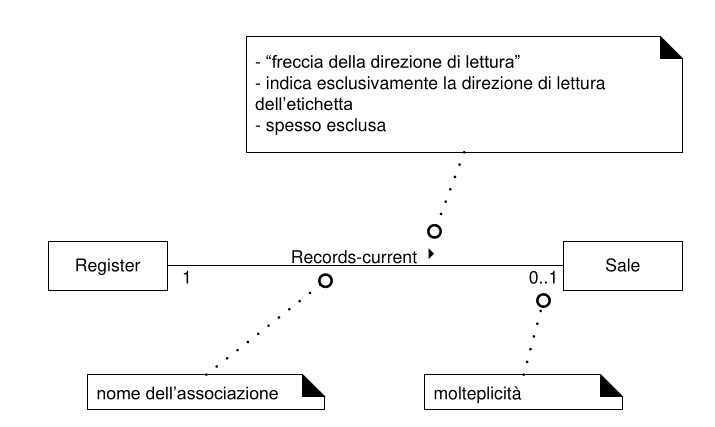 - “freccia della direzione di lettura”
- indica esclusivamente la direzione di lettura
dell’etichetta
- spesso esclusa
Records-current
Register
Sale
1
0..1
nome dell’associazione
molteplicità